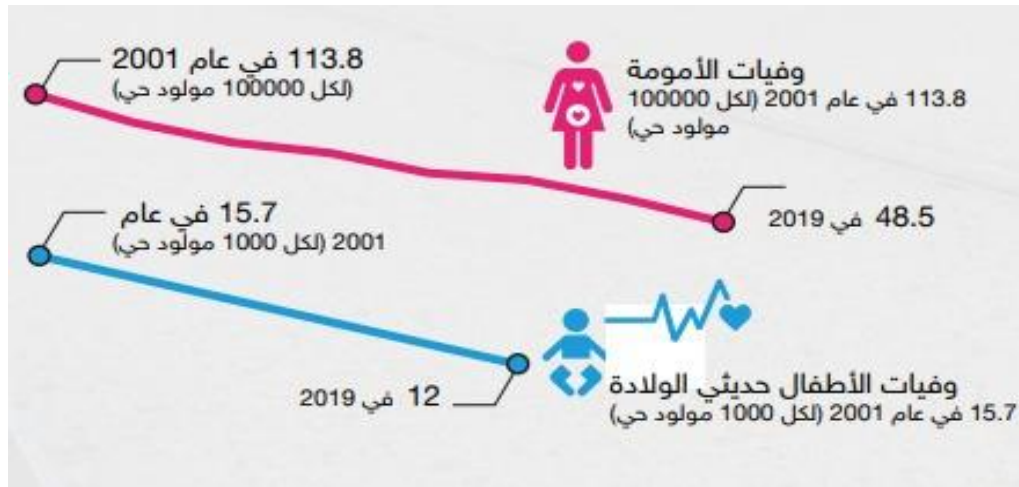 113.8 في عام 2001
(لكل 100000 مولود حي)
وفيات الأمومة
113.8 في عام 2001 (لكل 100000
مولود حي)
48.5 في 2019
15.7 في عام
2001 (لكل 1000 مولود حي)
12 في 2019
وفيات الأطفال حديثي الولادة
15.7 في عام 2001 (لكل 1000 مولود حي)